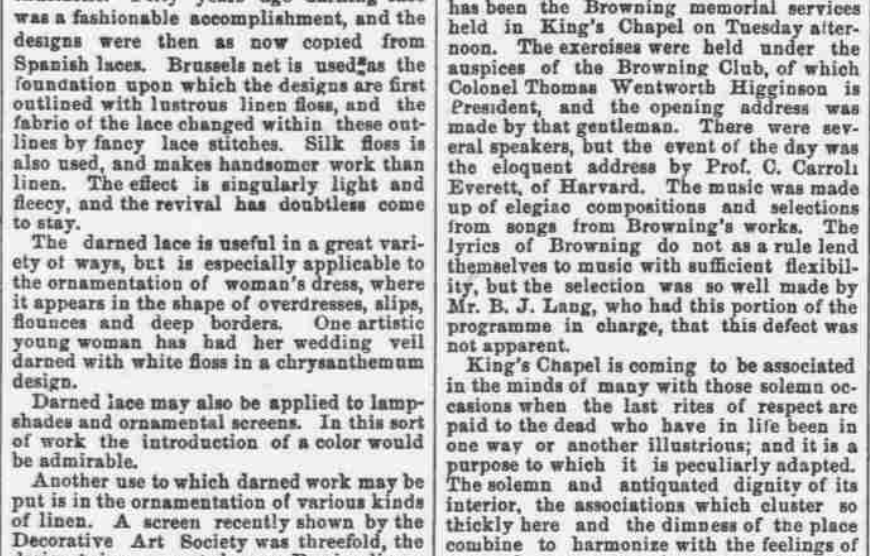 was a fashionable accomplishment, and the
designs were then as now copied from
Spanish laces. Brussels net is used as the
foundation upon which the designs are first
outlined with lustrous linen floss, and the
fabric of the lace changed within these out-
lines by fancy lace stitches. Silk floss is
also used, and makes handsomer work than
linen. The effect is singularly light and
fleecy, and the revival has doubtless come
to stay.
The darned lace is useful in a great vari-
ety of ways, but is especially applicable to
the ornamentation of woman's dress, where
it appears in the shape of overdresses, slips,
flounces and deep borders. One artistic
young woman has had her wedding veil
darned with white floss in a chrysanthemum
design.
Darned lace may also be applied to lamp-
shades and ornamental screens. In this sort
of work the introduction of a color would
be admirable.
Another use to which darned work may be
put is in the ornamentation of various kinds
of linen. A screen recently shown by the
Decorative Art Society was threefold, the
has been the Browning memorial services
held in King's Chapel on Tuesday after-
noon. The exercises were held under the
auspices of the Browning Club, of which
Colonel Thomas Wentworth Higginson is
President, and the opening address was
made by that gentleman. There were sev-
eral speakers, but the event of the day was
the eloquent address by Prof. C. Carroll
Everett, of Harvard. The music was made
up of elegiac compositions and selections
from songs from Browning's works. The
lyrics of Browning do not as a rule lend
themselves to music with sufficient flexibil-
ity, but the selection was so well made by
Mr. B. J. Lang, who had this portion of the
programme in charge, that this defect was
not apparent.
King's Chapel is coming to be associated
in the minds of many with those solemn oc-
casions when the last rites of respect are
paid to the dead who have in life been in
one way or another illustrious; and it is a
purpose to which it is peculiarly adapted.
The solemn and antiquated dignity of its
interior, the associations which cluster so
thickly here and the dimness of the place
combine to harmonize with the feelings of